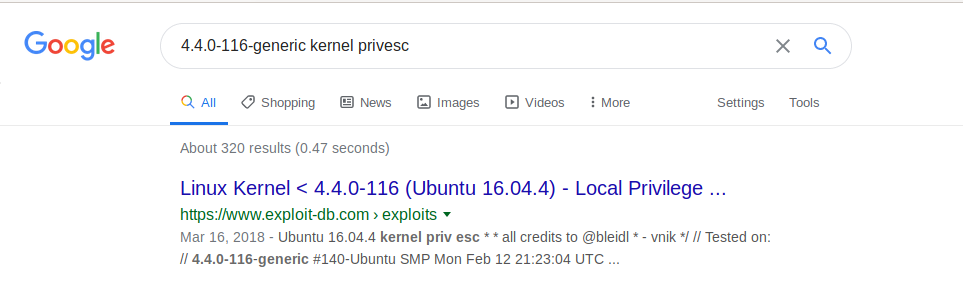 Google 4.4.0-116-generic kernel privesc
All Shopping News Images Videos More Settings Tools
About 320 results (0.47 seconds)
Linux Kernel < 4.4.0-116 (Ubuntu 16.04.4) - Local Privilege ...
https://www.exploit-db.com › exploits
Mar 16, 2018 - Ubuntu 16.04.4 kernel priv esc * * all credits to @bleidl * - vnik */ // Tested on:
// 4.4.0-116-generic #140-Ubuntu SMP Mon Feb 12 21:23:04 UTC ...